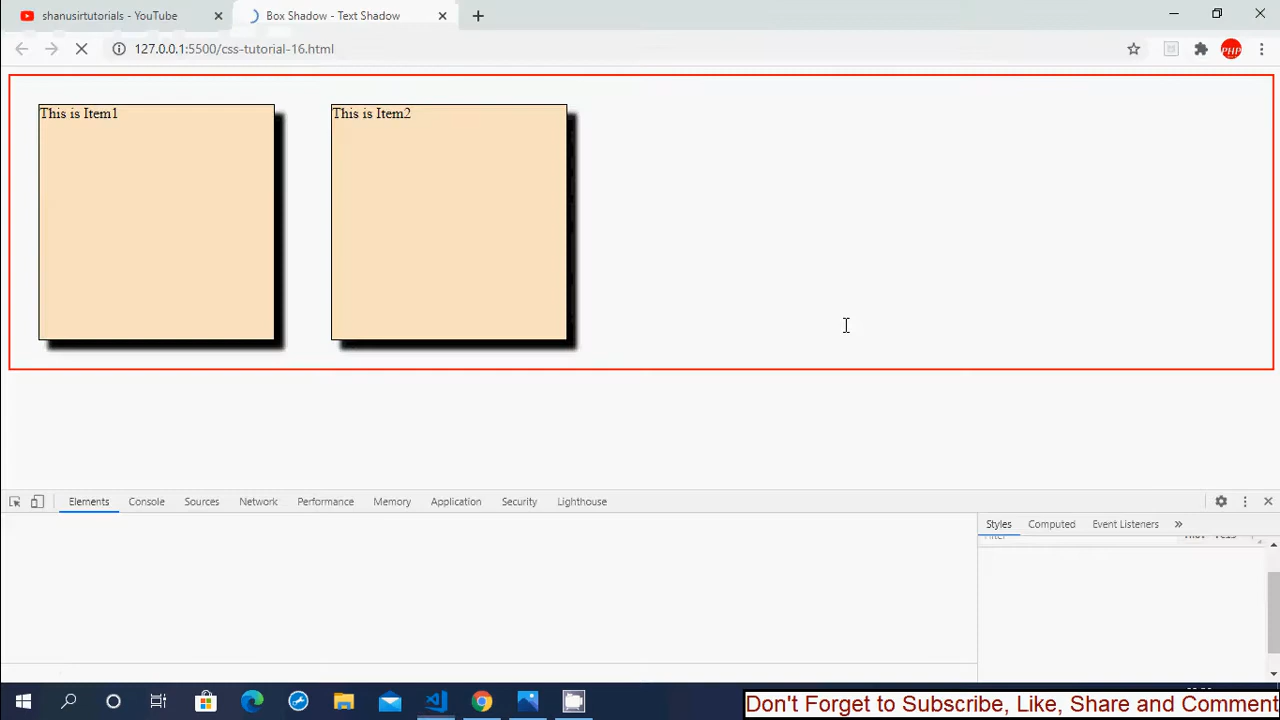 shanusirtutorials - YouTube
Box Shadow - Text Shadow
127.0.0.1:5500/css-tutorial-16.html
PHP
This is Item1
This is Item2
Elements
Console
Sources
Network
Performance
Memory
Application
Security
Lighthouse
Styles
Computed
Event Listeners
Don't Forget to Subscribe, Like, Share and Comment